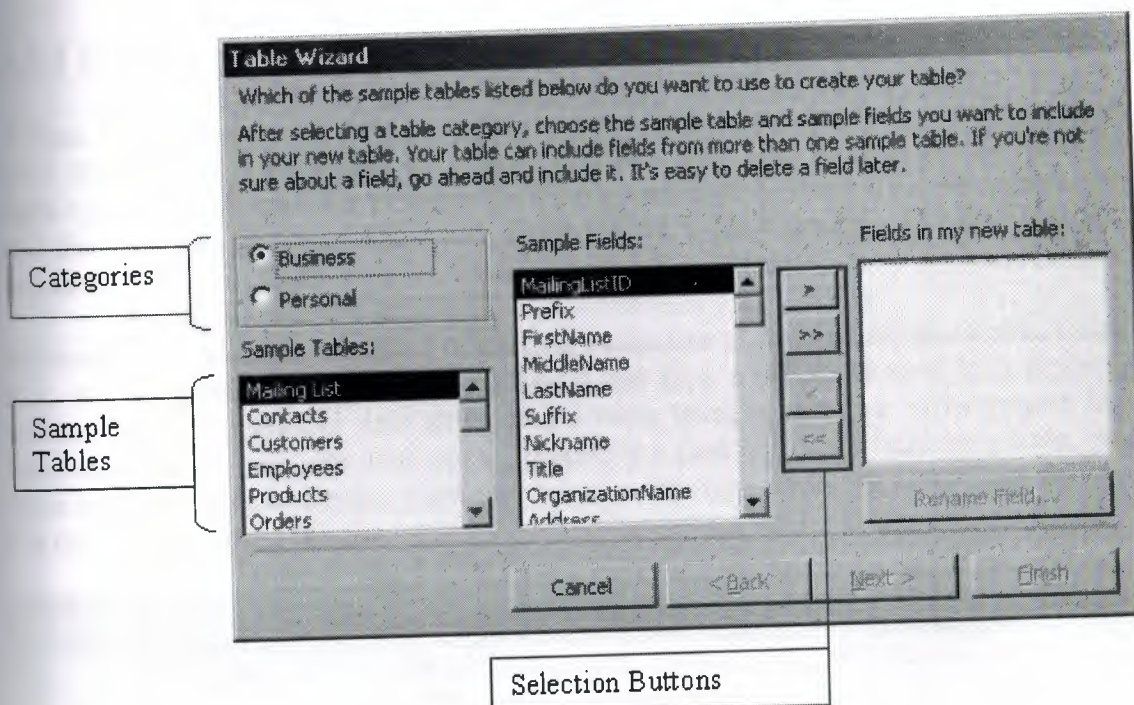 Table Wizard
Which of the sample tables listed below do you want to use to create your table?
After selecting a table category, choose the sample table and sample fields you want to include
in your new table. Your table can include fields from more than one sample table. If you're not
sure about a field, go ahead and include it. It's easy to delete a field later.
Categories
Business
Personal
Sample Tables:
Sample
Tables
Mailing List
Contacts
Customers
Employees
Products
Orders
Sample Fields:
MailingListID
Prefix
FirstName
MiddleName
LastName
Suffix
Nickname
Title
OrganizationName
Address
>
>>
<
<<
Fields in my new table:
Rename Field...
Cancel
< Back
Next >
Finish
Selection Buttons